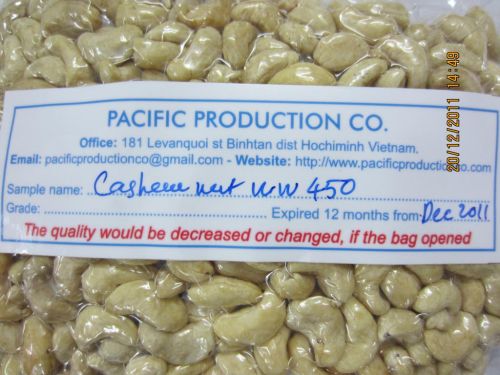 PACIFIC PRODUCTION CO.
Office: 181 Levanquoi st Binhtan dist Hochiminh Vietnam.
Email: pacificproductionco@gmail.com - Website: http://www.pacificproductionco.com
Sample name: Cashew nut WW 450
Grade: Expired 12 months from: Dec 2011
The quality would be decreased or changed, if the bag opened
20/12/2011 14:49